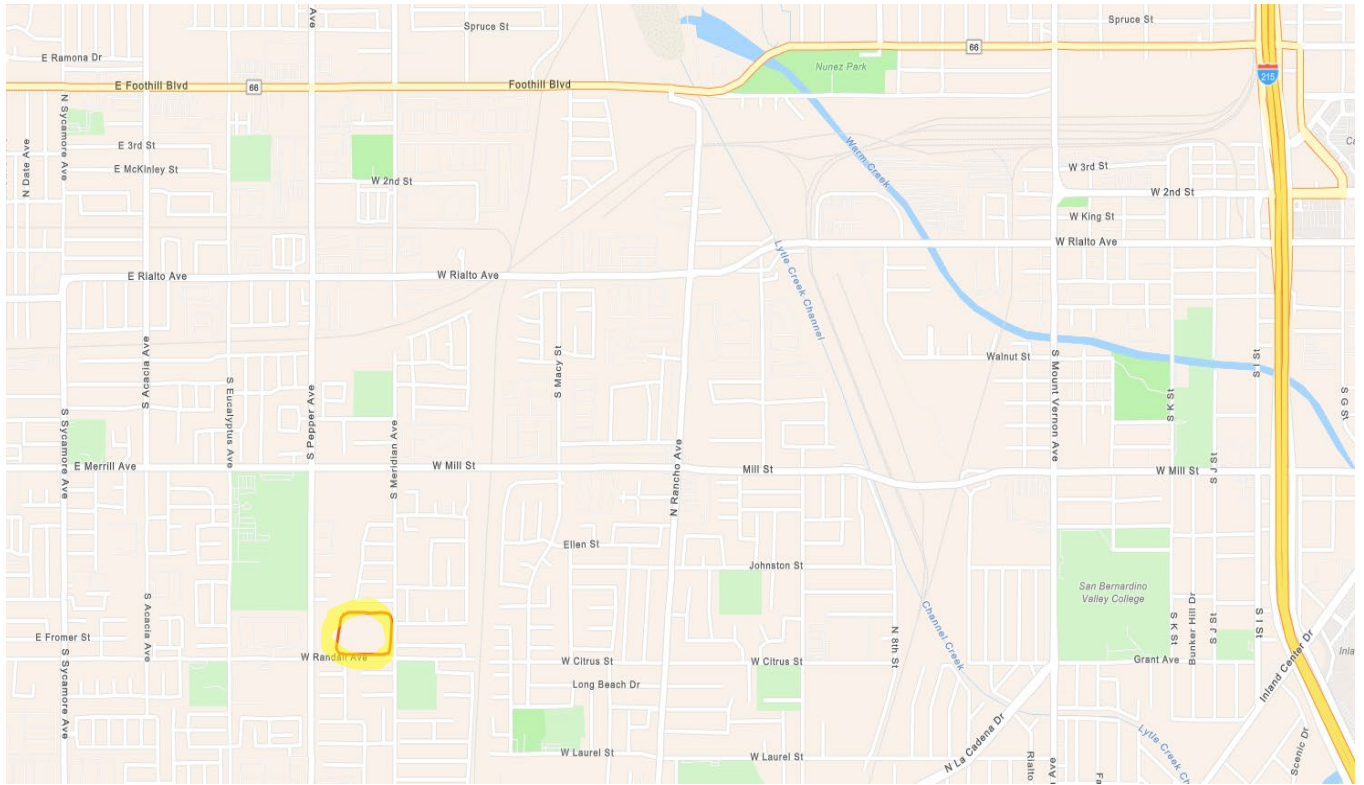 Ave
Spruce St
Spruce St
E Ramona Dr
66
Nunez Park
215
E Foothill Blvd
66
Foothill Blvd
N Sycamore Ave
N Date Ave
E 3rd St
E McKinley St
W 2nd St
Warm Creek
W 3rd St
W 2nd St
W King St
W Rialto Ave
E Rialto Ave
W Rialto Ave
Lytle Creek Channel
S Acacia Ave
S Eucalyptus Ave
S Pepper Ave
S Macy St
Walnut St
S Mount Vernon Ave
S I St
S K St
S G St
S Sycamore Ave
S Meridian Ave
E Merrill Ave
W Mill St
N Rancho Ave
Mill St
W Mill St
S J St
Ellen St
Johnston St
San Bernardino
Valley College
S Acacia Ave
E Fromer St
S Sycamore Ave
W Randall Ave
W Citrus St
W Citrus St
Long Beach Dr
N 8th St
Channel Creek
S K St
Bunker Hill Dr
S J St
S I St
Grant Ave
Inland Center Dr
W Laurel St
W Laurel St
N La Cadena Dr
Rialto
Lytle Creek Ch
Scenic Dr